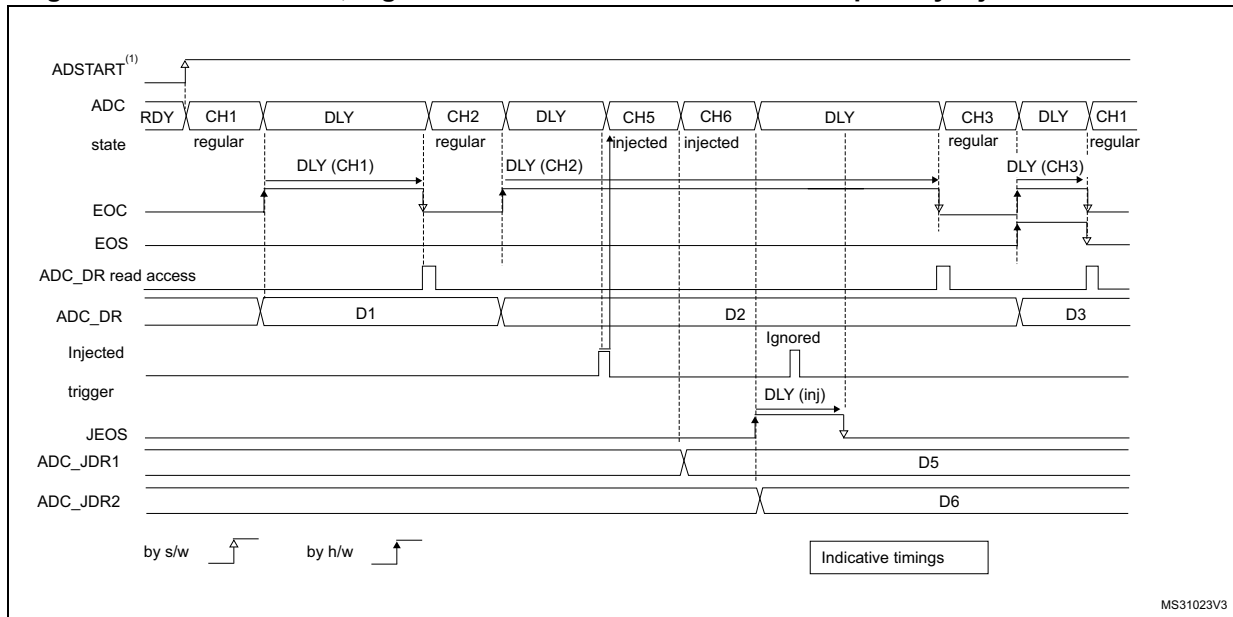 ADSTART(1)
ADC
state
RDY CH1 DLY CH2 DLY CH5 CH6 DLY CH3 DLY CH1
regular regular injected injected regular regular
DLY (CH1) DLY (CH2) DLY (CH3)
EOC
EOS
ADC_DR read access
ADC_DR D1 D2 D3
Injected
trigger
Ignored
DLY (inj)
JEOS
ADC_JDR1 D5
ADC_JDR2 D6
by s/w by h/w Indicative timings
MS31023V3